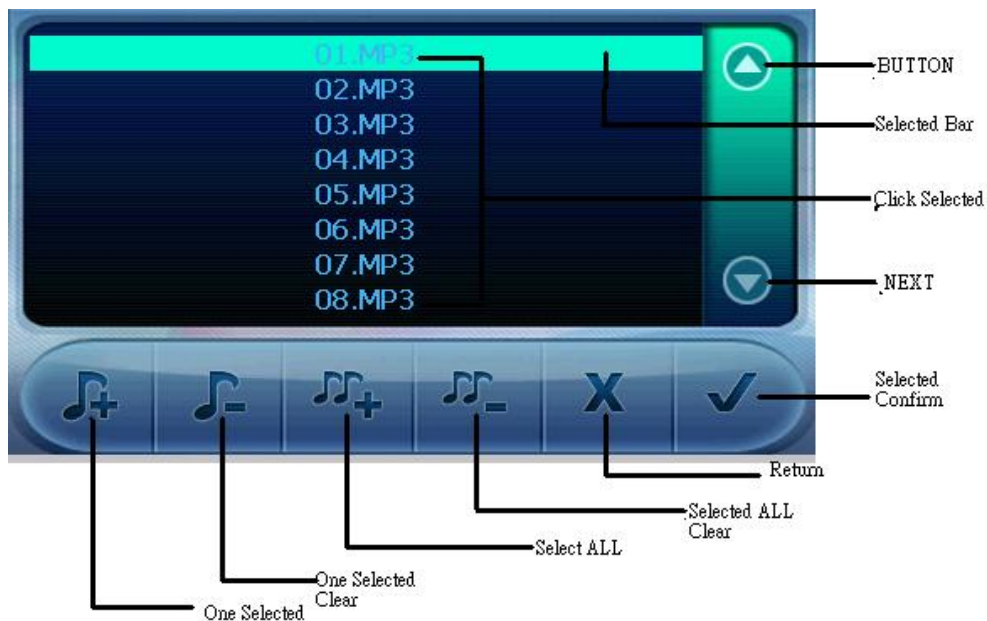 01.MP3
02.MP3
03.MP3
04.MP3
05.MP3
06.MP3
07.MP3
08.MP3
BUTTON
Selected Bar
Click Selected
NEXT
Selected
Confirm
Return
Selected ALL
Clear
Select ALL
One Selected
Clear
One Selected